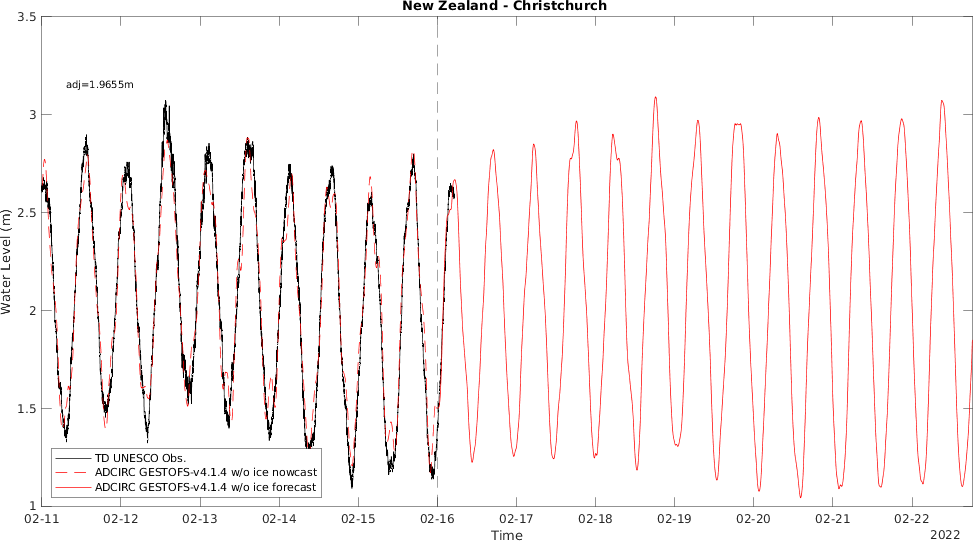 New Zealand - Christchurch
3.5
adj=1.9655m
3
2.5
Water Level (m)
2
1.5
TD UNESCO Obs.
ADCIRC GESTOFS-v4.1.4 w/o ice nowcast
ADCIRC GESTOFS-v4.1.4 w/o ice forecast
1
02-11 02-12 02-13 02-14 02-15 02-16 02-17 02-18 02-19 02-20 02-21 02-22
Time 2022